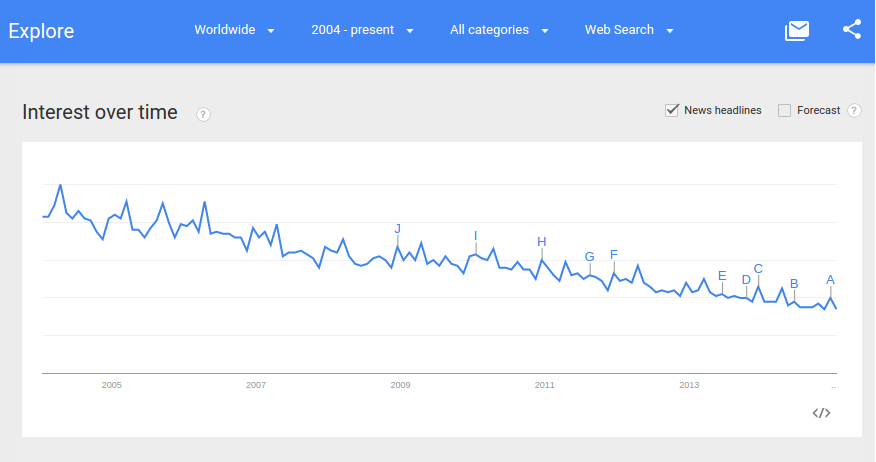 Explore Worldwide 2004 - present All categories Web Search
Interest over time ? News headlines Forecast ?
J I H G F E D C B A
2005 2007 2009 2011 2013 ..
</>